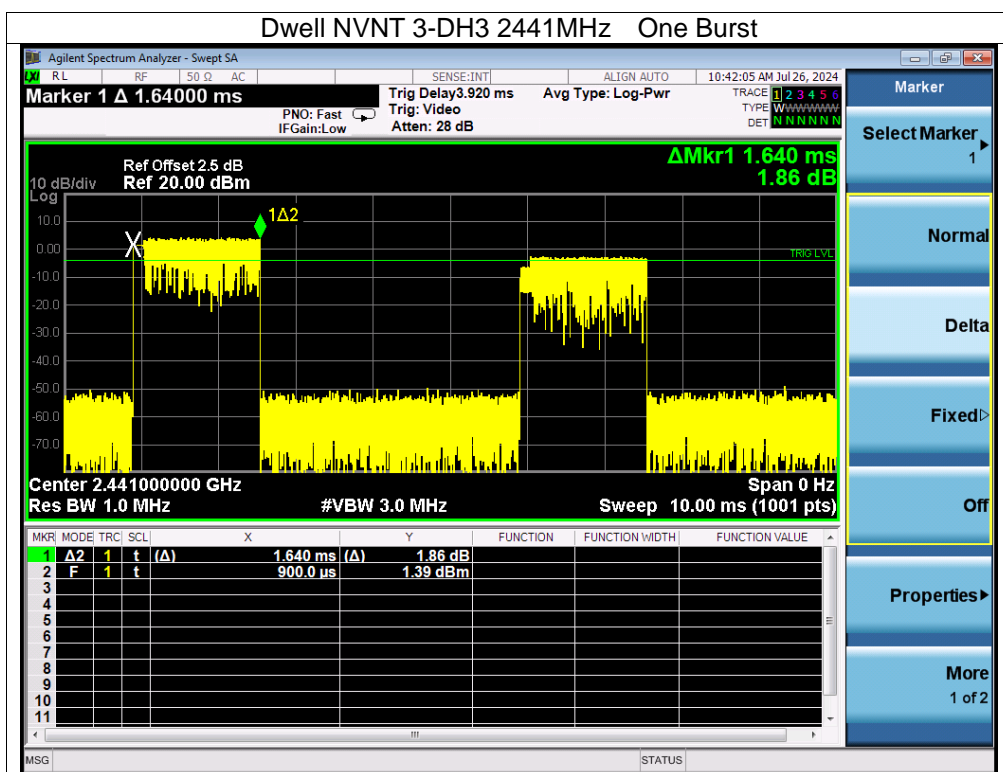 Dwell NVNT 3-DH3 2441MHz One Burst
Agilent Spectrum Analyzer - Swept SA
LXI RL RF 50 Ω AC SENSE:INT ALIGN AUTO 10:42:05 AM Jul 26, 2024
Marker 1 Δ 1.64000 ms
PNO: Fast
IFGain:Low
Trig Delay3.920 ms
Trig: Video
Atten: 28 dB
Avg Type: Log-Pwr
TRACE 1 2 3 4 5 6
TYPE WWWWWW
DET N N N N N N
ΔMkr1 1.640 ms
1.86 dB
Ref Offset 2.5 dB
10 dB/div Ref 20.00 dBm
Log
10.0
0.00
-10.0
-20.0
-30.0
-40.0
-50.0
-60.0
-70.0
1Δ2
TRIG LVL
Center 2.441000000 GHz Span 0 Hz
Res BW 1.0 MHz #VBW 3.0 MHz Sweep 10.00 ms (1001 pts)
MKR MODE TRC SCL X Y FUNCTION FUNCTION WIDTH FUNCTION VALUE
1 Δ2 1 t (Δ) 1.640 ms (Δ) 1.86 dB
2 F 1 t 900.0 µs 1.39 dBm
3
4
5
6
7
8
9
10
11
MSG STATUS
Marker
Select Marker
1
Normal
Delta
Fixed
Off
Properties
More
1 of 2